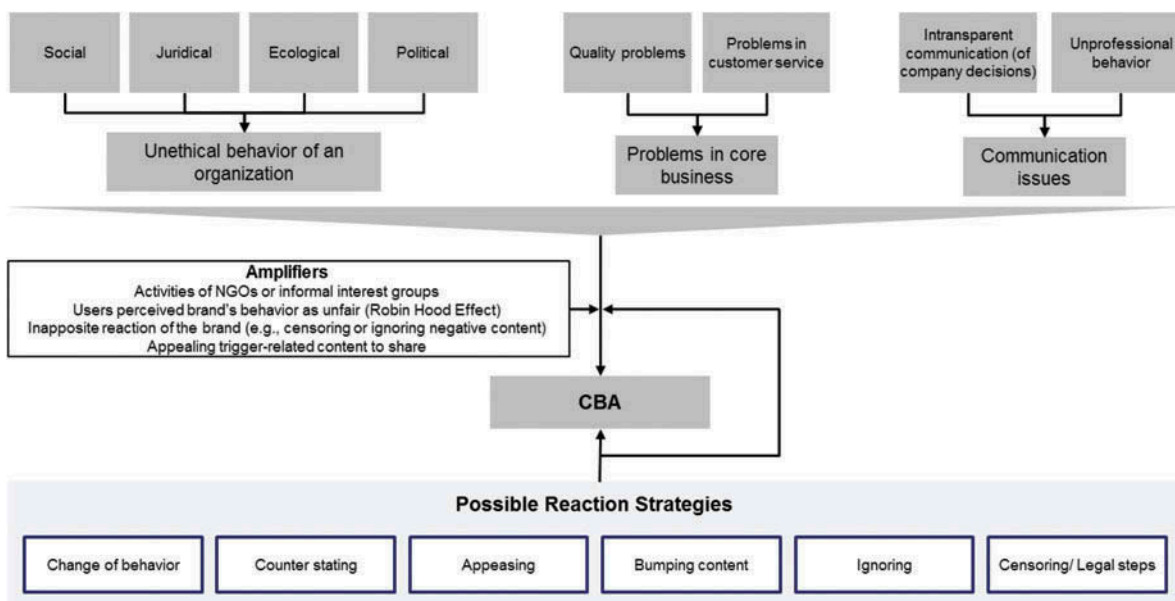 Social
Juridical
Ecological
Political
Quality problems
Problems in
customer service
Intransparent
communication (of
company decisions)
Unprofessional
behavior
Unethical behavior of an
organization
Problems in core
business
Communication
issues
Amplifiers
Activities of NGOs or informal interest groups
Users perceived brand's behavior as unfair (Robin Hood Effect)
Inapposite reaction of the brand (e.g., censoring or ignoring negative content)
Appealing trigger-related content to share
CBA
Possible Reaction Strategies
Change of behavior
Counter stating
Appeasing
Bumping content
Ignoring
Censoring/ Legal steps